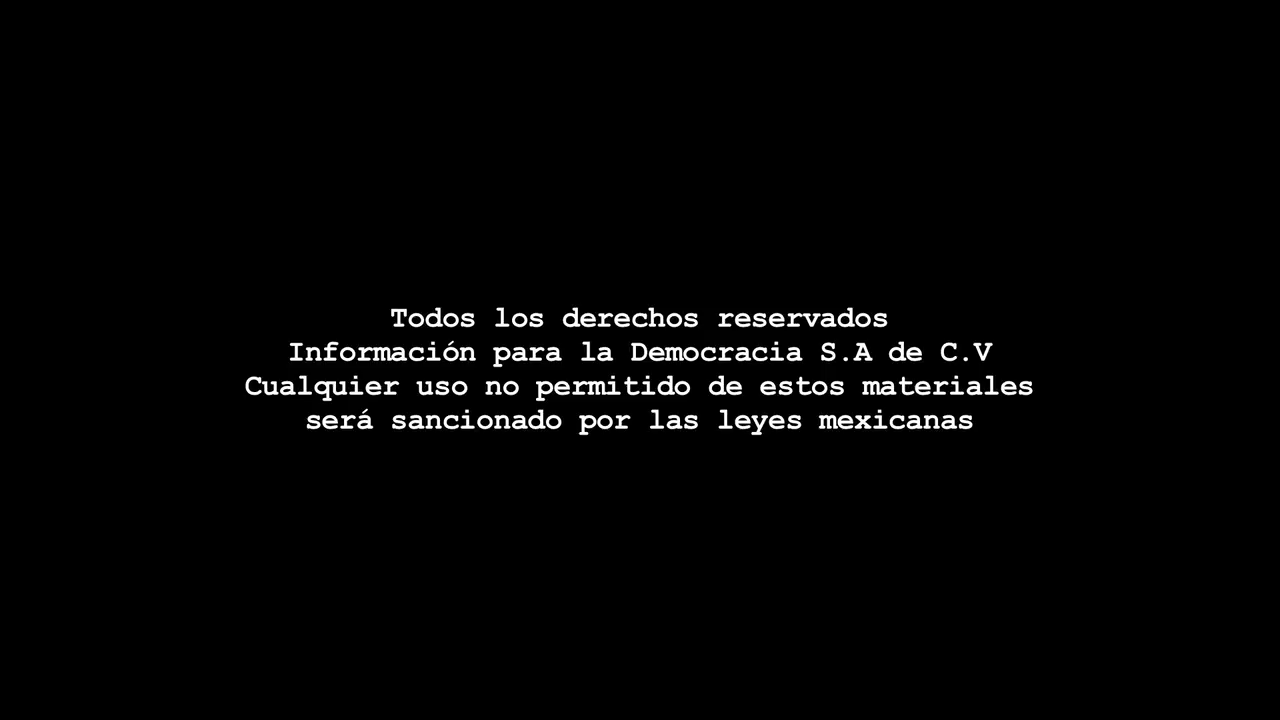 Todos los derechos reservados
Información para la Democracia S.A de C.V
Cualquier uso no permitido de estos materiales
será sancionado por las leyes mexicanas